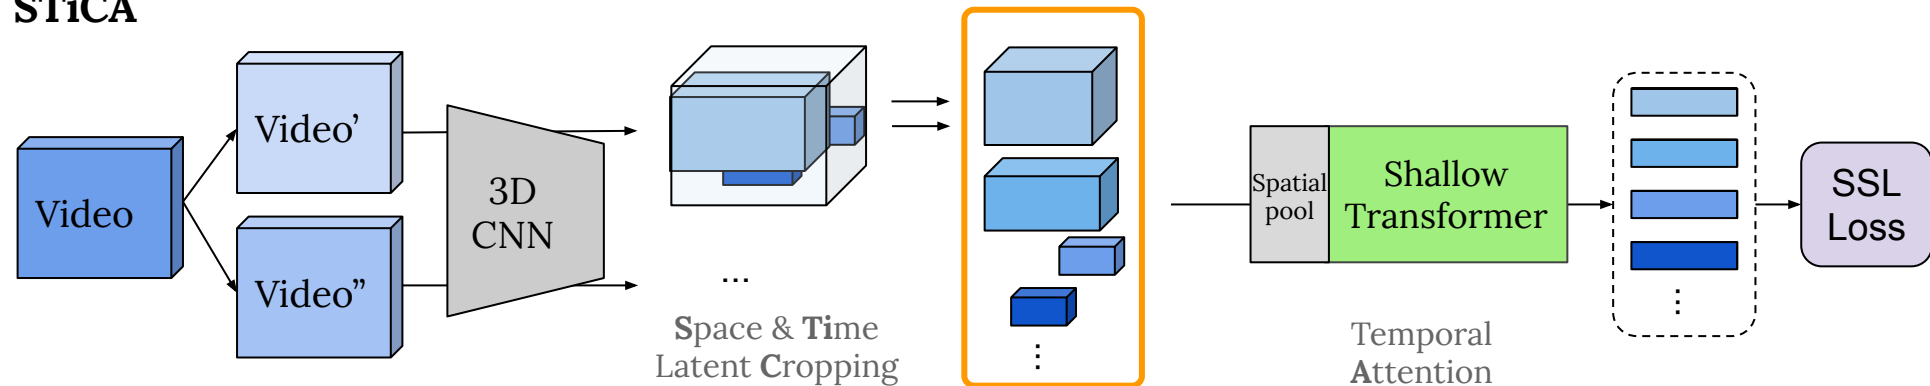 STiCA
Video
Video’
Video”
3D
CNN
...
Space & Time
Latent Cropping
⋮
Spatial
pool
Shallow
Transformer
Temporal
Attention
⋮
SSL
Loss